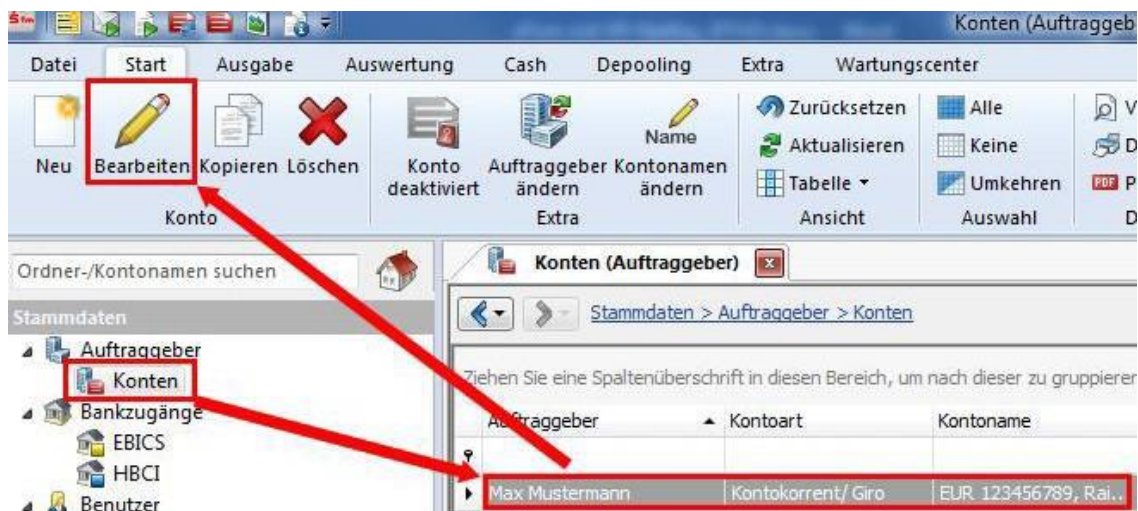 Sfm
Konten (Auftraggeb
Datei Start Ausgabe Auswertung Cash Depooling Extra Wartungscenter
Neu Bearbeiten Kopieren Löschen
Konto
Konto deaktiviert
Auftraggeber ändern
Name
Kontonamen ändern
Extra
Zurücksetzen
Aktualisieren
Tabelle
Ansicht
Alle
Keine
Umkehren
Auswahl
V
D
PDF P
D
Ordner-/Kontonamen suchen
Stammdaten
Auftraggeber
Konten
Bankzugänge
EBICS
HBCI
Benutzer
Konten (Auftraggeber)
Stammdaten > Auftraggeber > Konten
Ziehen Sie eine Spaltenüberschrift in diesen Bereich, um nach dieser zu gruppieren
Auftraggeber Kontoart Kontoname
Max Mustermann Kontokorrent/ Giro EUR 123456789, Rai..